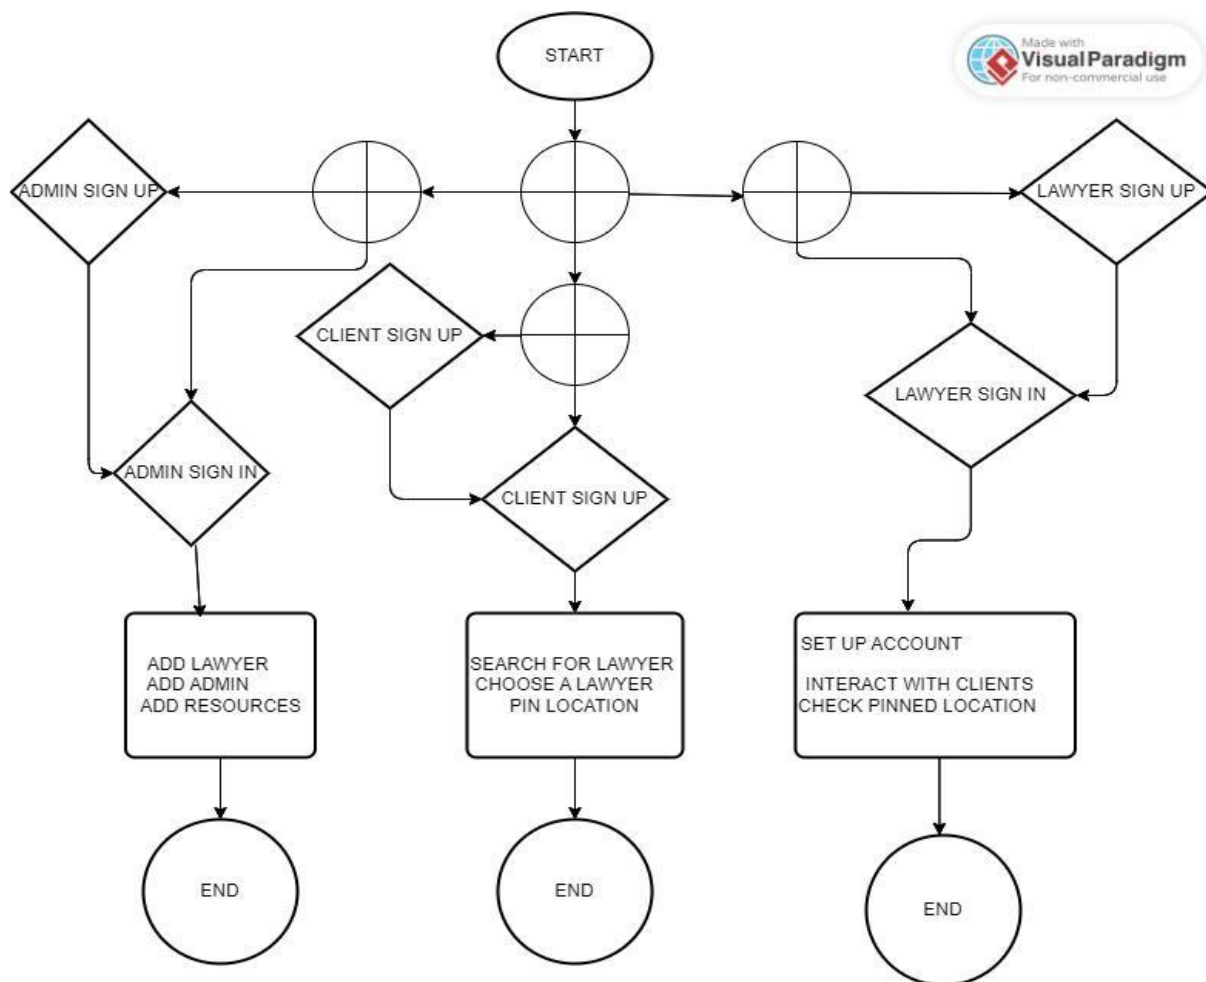 START
Made with
VisualParadigm
For non-commercial use
ADMIN SIGN UP
LAWYER SIGN UP
CLIENT SIGN UP
LAWYER SIGN IN
ADMIN SIGN IN
CLIENT SIGN UP
ADD LAWYER
ADD ADMIN
ADD RESOURCES
SEARCH FOR LAWYER
CHOOSE A LAWYER
PIN LOCATION
SET UP ACCOUNT
INTERACT WITH CLIENTS
CHECK PINNED LOCATION
END
END
END